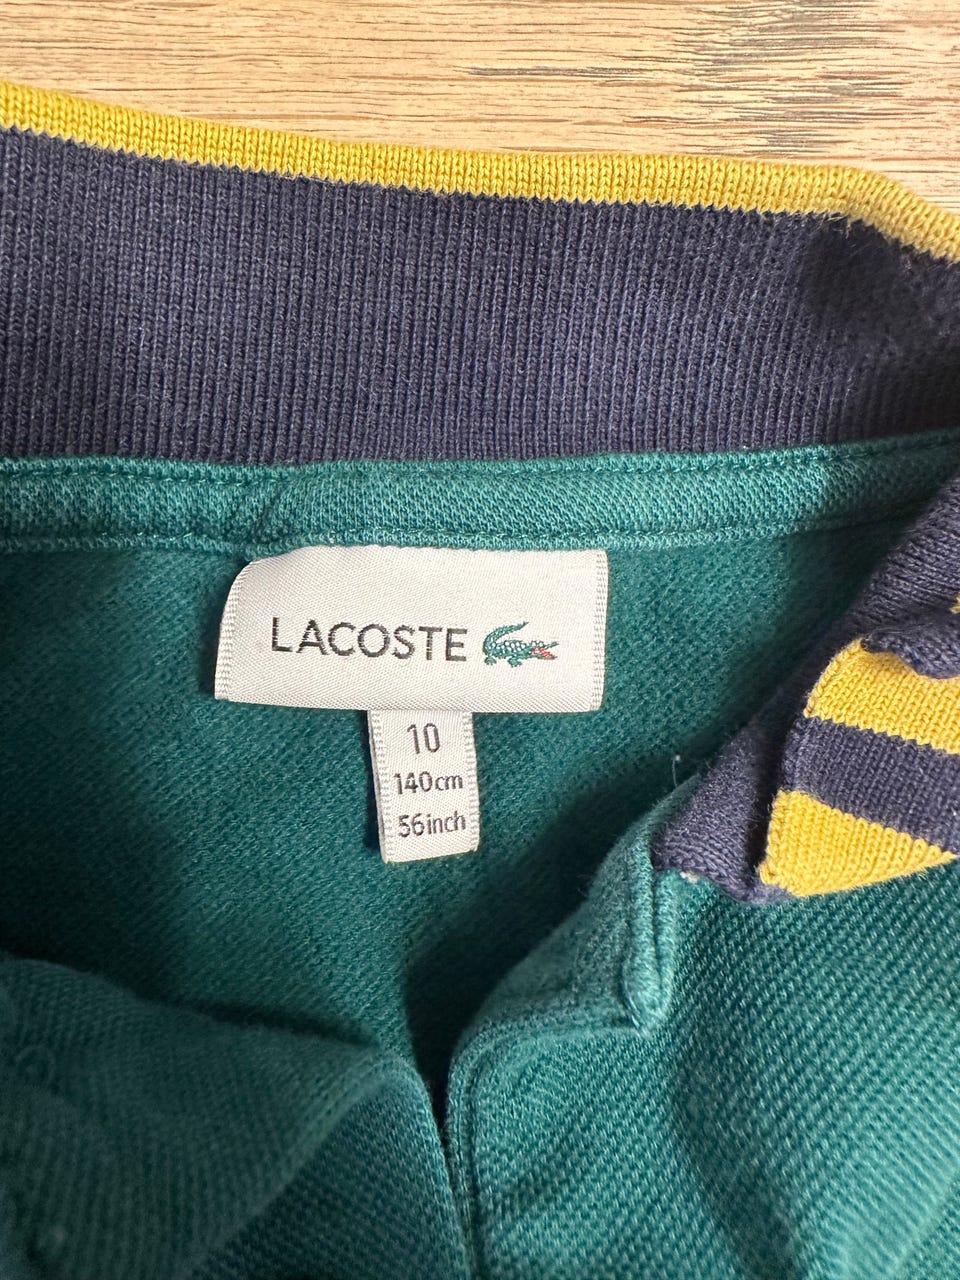 LACOSTE
10
140cm
56inch